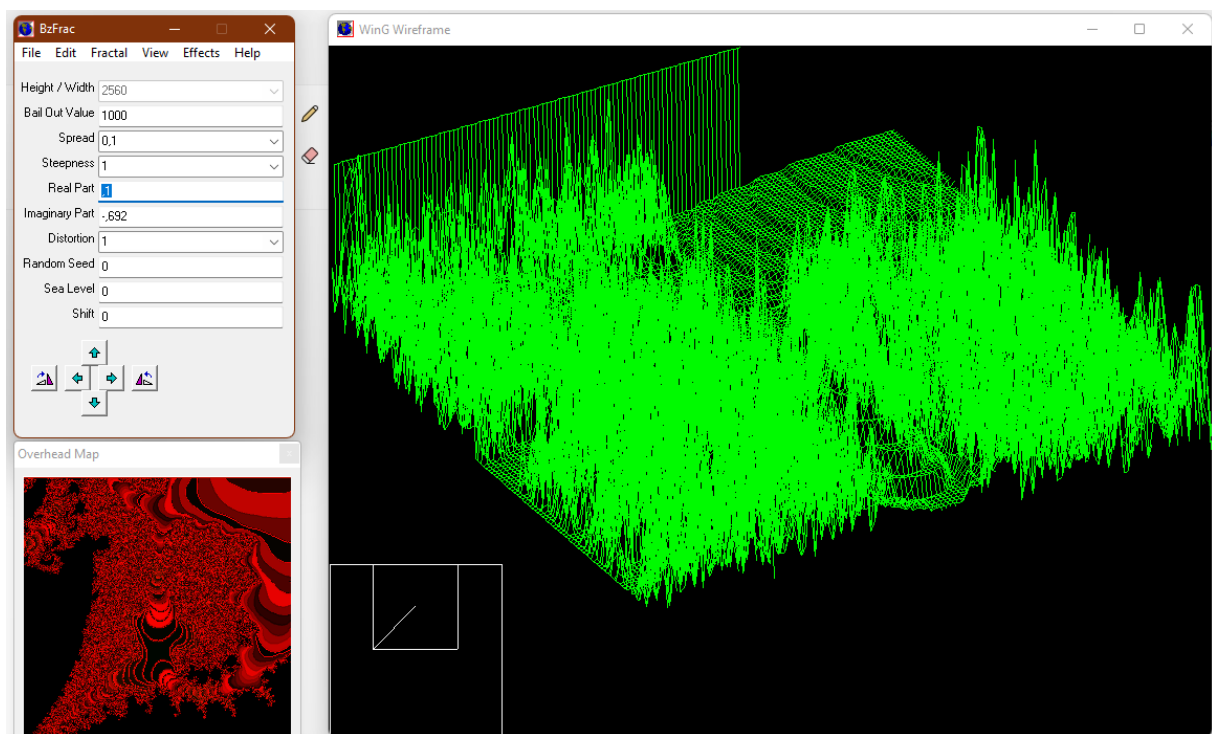 BzFrac
File Edit Fractal View Effects Help
Height / Width 2560
Bail Out Value 1000
Spread 0,1
Steepness 1
Real Part ,1
Imaginary Part -,692
Distortion 1
Random Seed 0
Sea Level 0
Shift 0
Overhead Map
WinG Wireframe